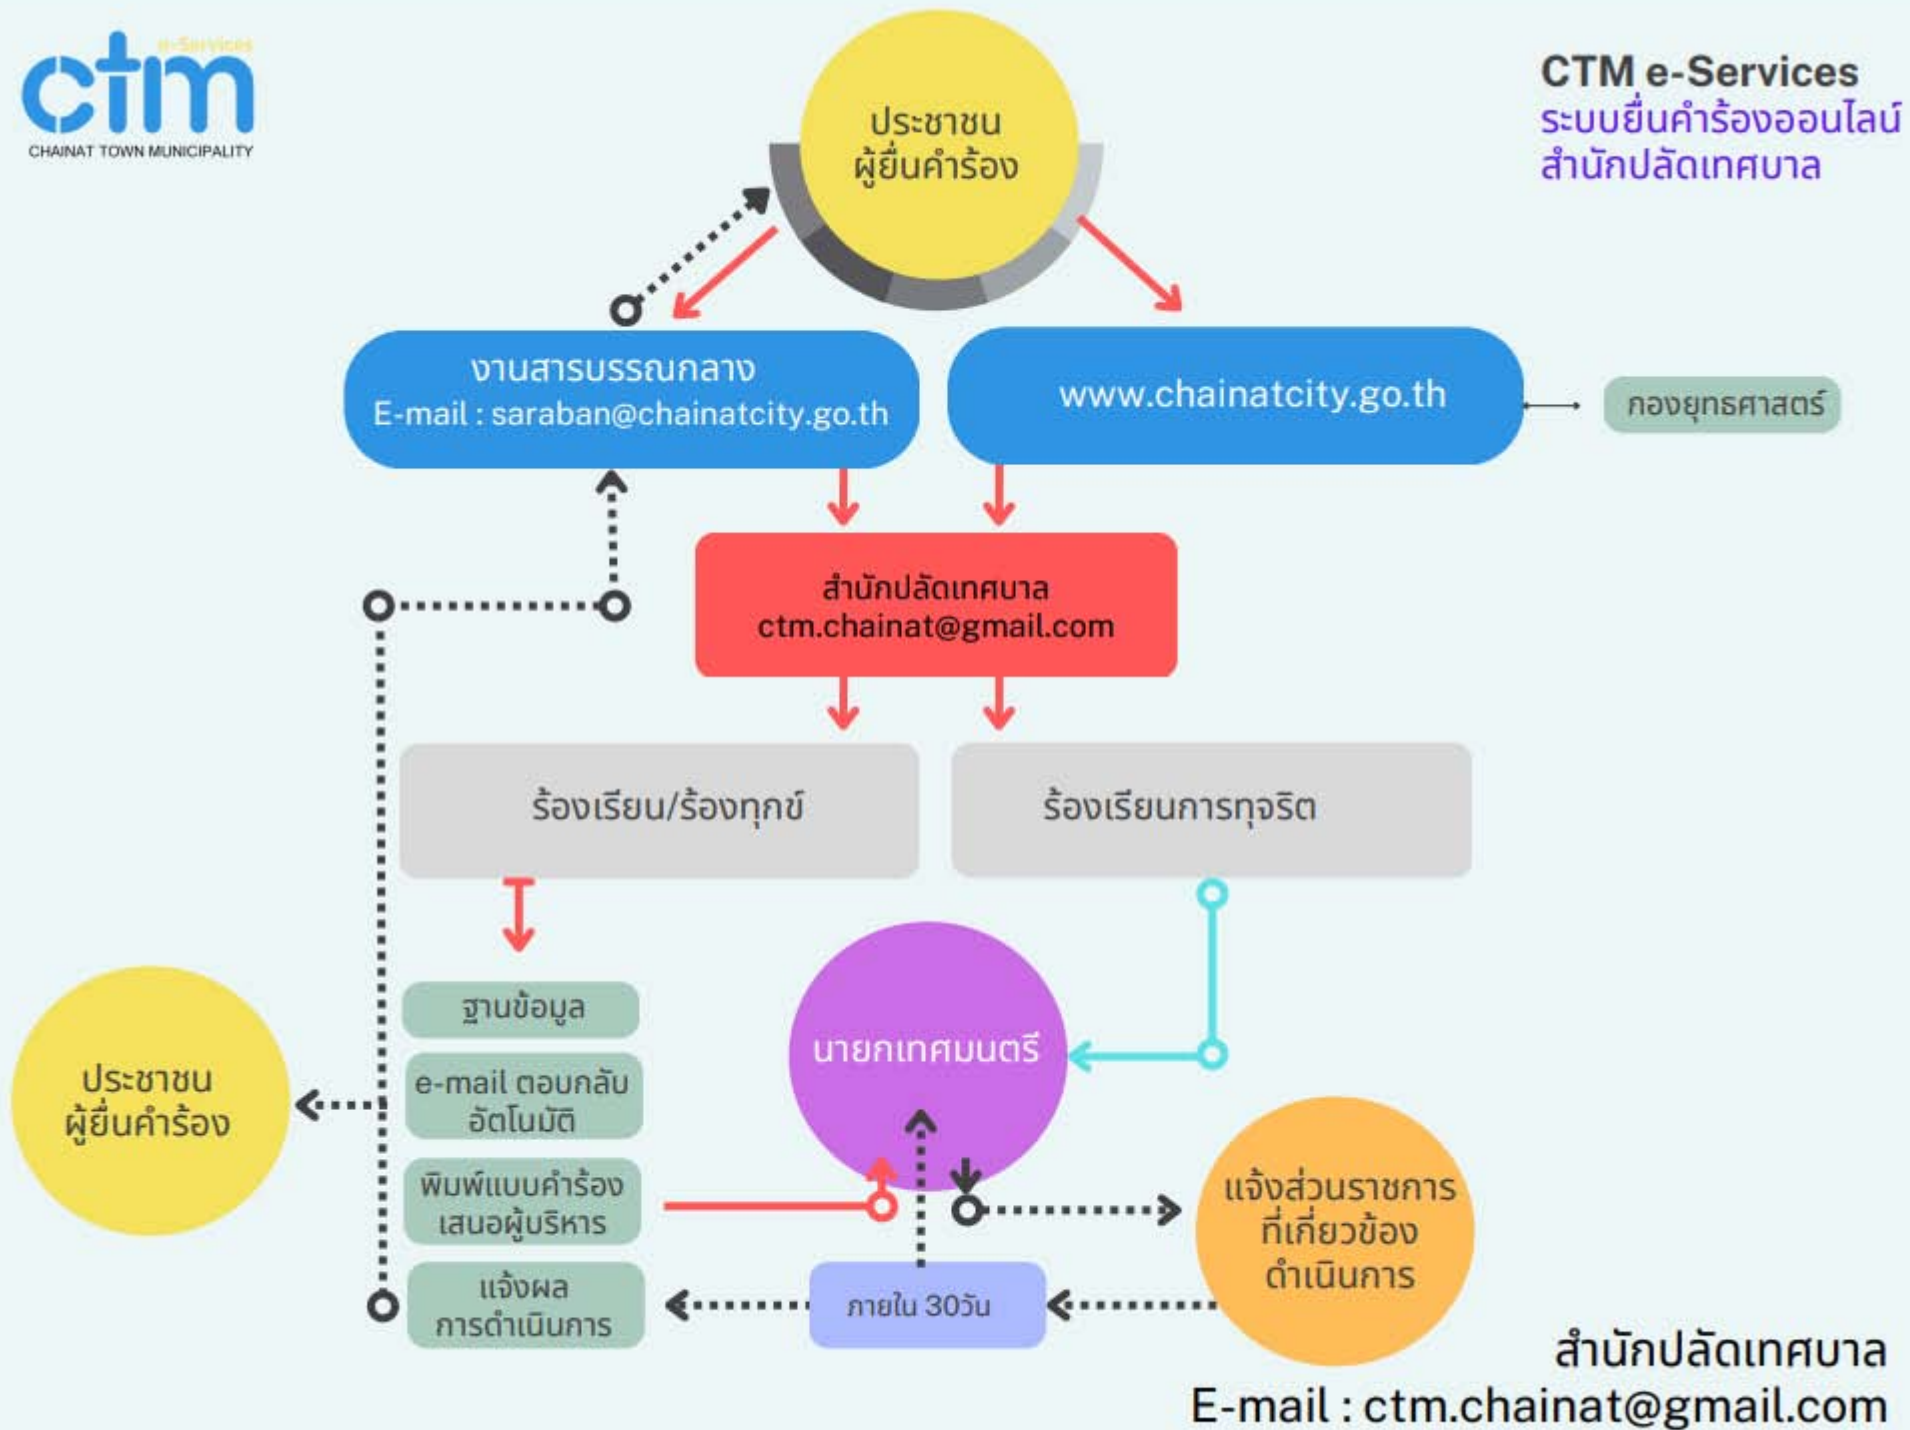 e-Services
ctm
CHAINAT TOWN MUNICIPALITY
CTM e-Services
ระบบยื่นคำร้องออนไลน์
สำนักปลัดเทศบาล
ประชาชน
ผู้ยื่นคำร้อง
งานสารบรรณกลาง
E-mail : saraban@chainatcity.go.th
www.chainatcity.go.th
กองยุทธศาสตร์
สำนักปลัดเทศบาล
ctm.chainat@gmail.com
ร้องเรียน/ร้องทุกข์
ร้องเรียนการทุจริต
ฐานข้อมูล
e-mail ตอบกลับ
อัตโนมัติ
พิมพ์แบบคำร้อง
เสนอผู้บริหาร
แจ้งผล
การดำเนินการ
ประชาชน
ผู้ยื่นคำร้อง
นายกเทศมนตรี
ภายใน 30วัน
แจ้งส่วนราชการ
ที่เกี่ยวข้อง
ดำเนินการ
สำนักปลัดเทศบาล
E-mail : ctm.chainat@gmail.com